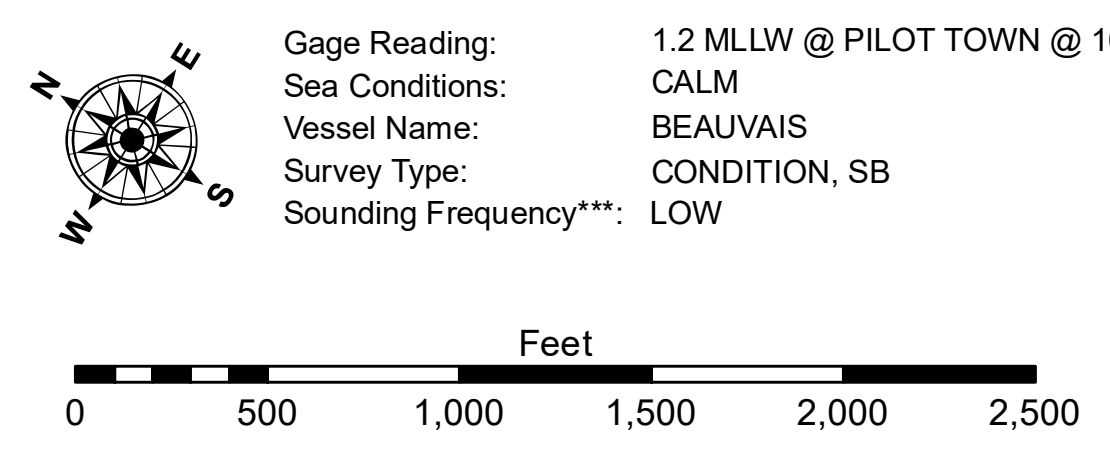 N
E
S
W
Gage Reading: 1.2 MLLW @ PILOT TOWN @
Sea Conditions: CALM
Vessel Name: BEAUVAIS
Survey Type: CONDITION, SB
Sounding Frequency***: LOW
Feet
0 500 1,000 1,500 2,000 2,500